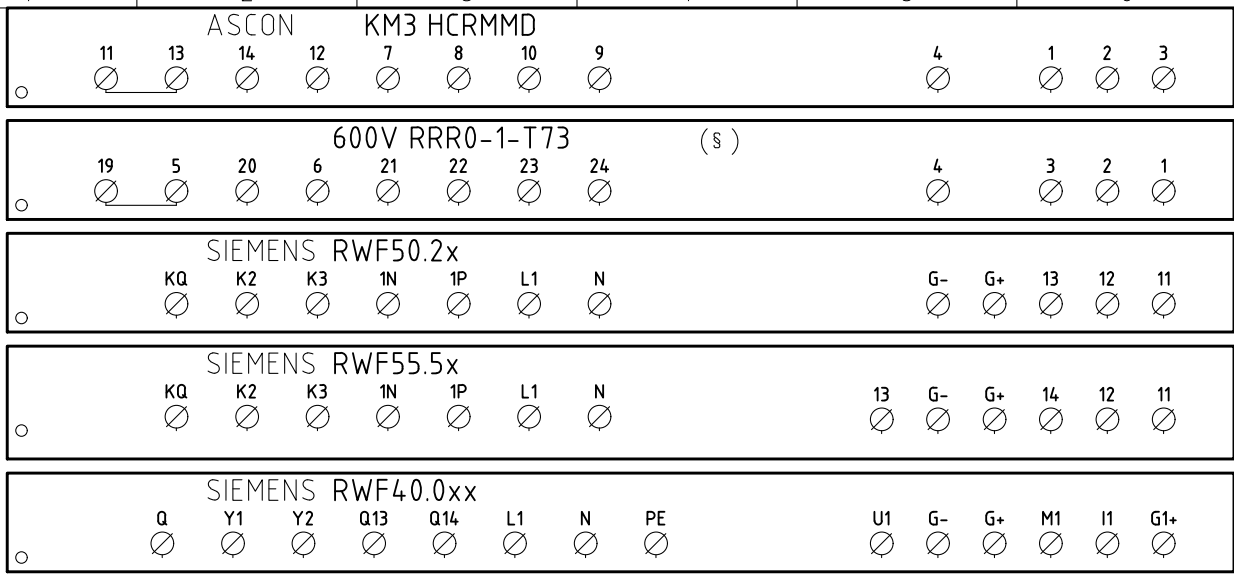 ASCON KM3 HCRMMD
11 13 14 12 7 8 10 9 4 1 2 3
600V RRR0-1-T73 (§)
19 5 20 6 21 22 23 24 4 3 2 1
SIEMENS RWF50.2x
KQ K2 K3 1N 1P L1 N G- G+ 13 12 11
SIEMENS RWF55.5x
KQ K2 K3 1N 1P L1 N 13 G- G+ 14 12 11
SIEMENS RWF40.0xx
Q Y1 Y2 Q13 Q14 L1 N PE U1 G- G+ M1 I1 G1+